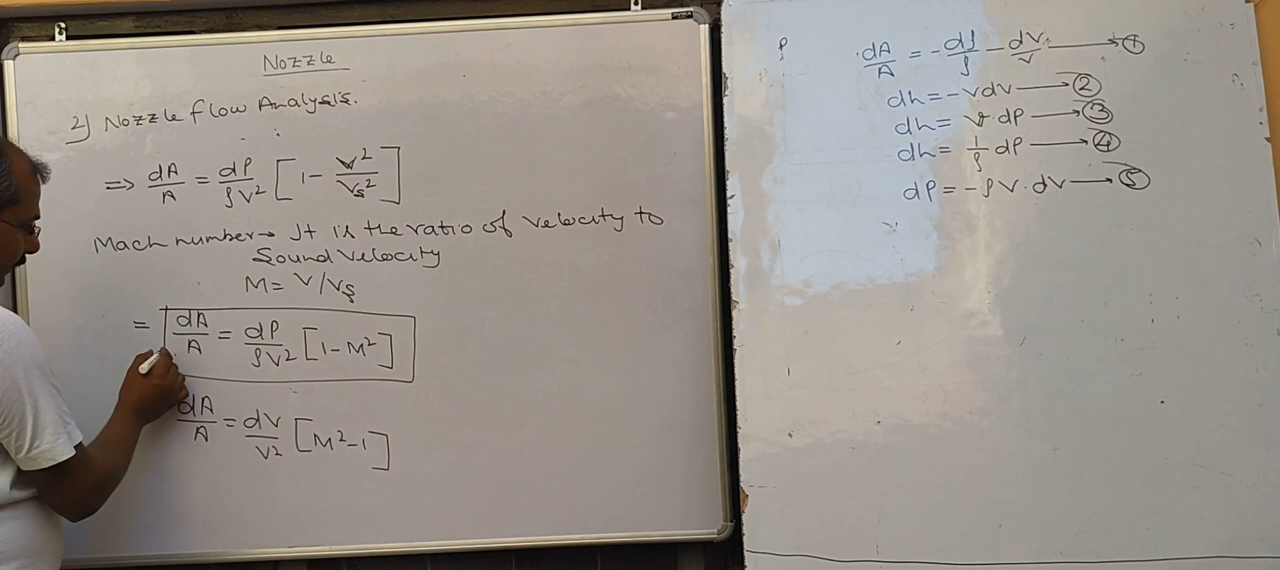 Nozzle
2) Nozzle flow Analysis.
=> dA/A = dP/ρV² [1 - V²/Vs²]
Mach number → It is the ratio of velocity to
Sound velocity
M = V/Vs
= dA/A = dP/ρV² [1 - M²]
dA/A = dV/V² [M² - 1]
ρ
dA/A = - dρ/ρ - dV/V → ①
dh = - VdV → ②
dh = v·dP → ③
dh = 1/ρ dP → ④
dP = - ρV·dV → ⑤